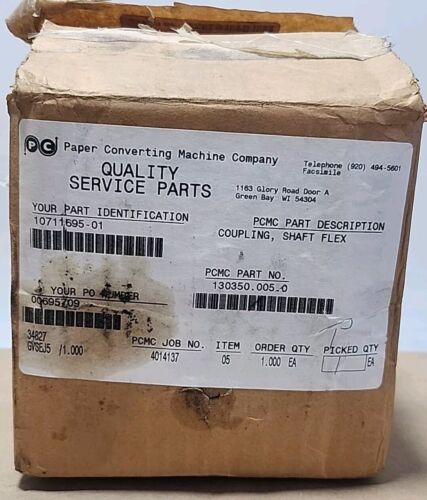 PC Paper Converting Machine Company
Telephone (920) 494-5601
Facsimile
QUALITY
SERVICE PARTS
1163 Glory Road Door A
Green Bay WI 54304
YOUR PART IDENTIFICATION
10711695-01
PCMC PART DESCRIPTION
COUPLING, SHAFT FLEX
PCMC PART NO.
130350.005.0
YOUR PO NUMBER
00695709
34827
GVSEJ5 /1.000
PCMC JOB NO.
4014137
ITEM
05
ORDER QTY
1.000 EA
PICKED QTY
EA